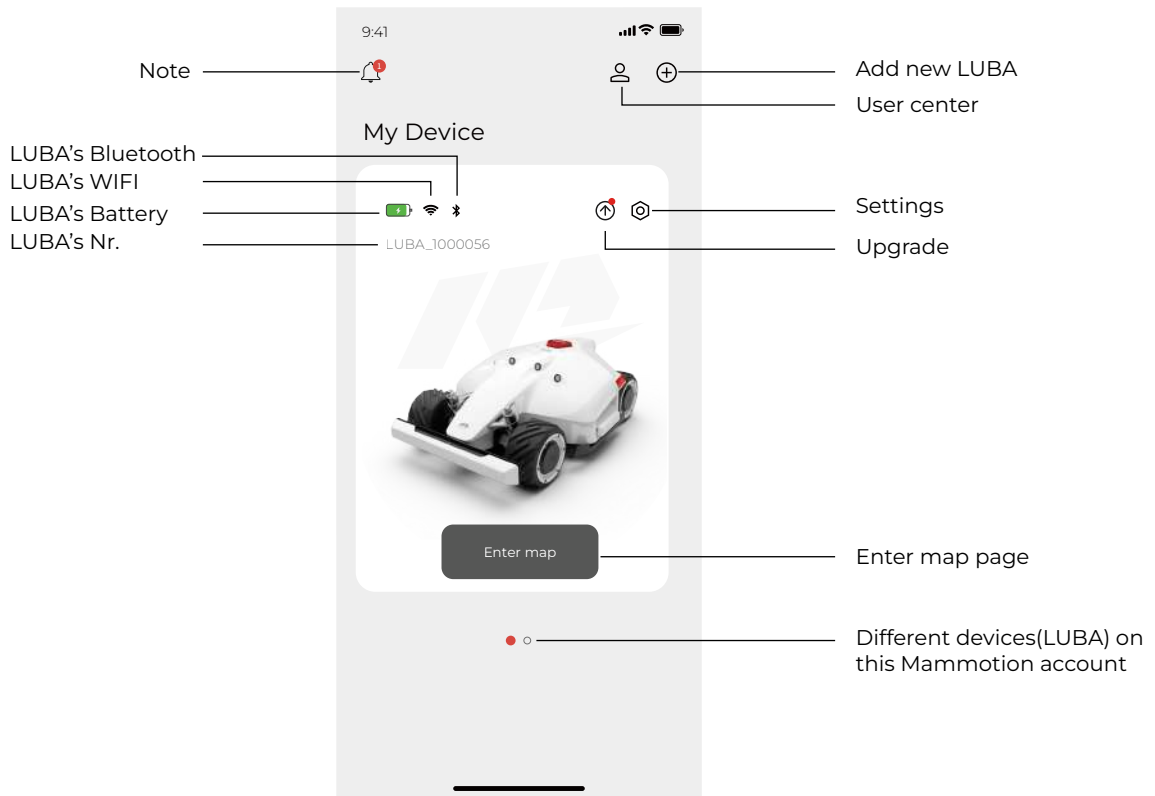 9:41
Note
1
Add new LUBA
User center
My Device
LUBA's Bluetooth
LUBA's WIFI
LUBA's Battery
LUBA's Nr.
LUBA_1000056
Settings
Upgrade
Enter map
Enter map page
Different devices(LUBA) on
this Mammotion account